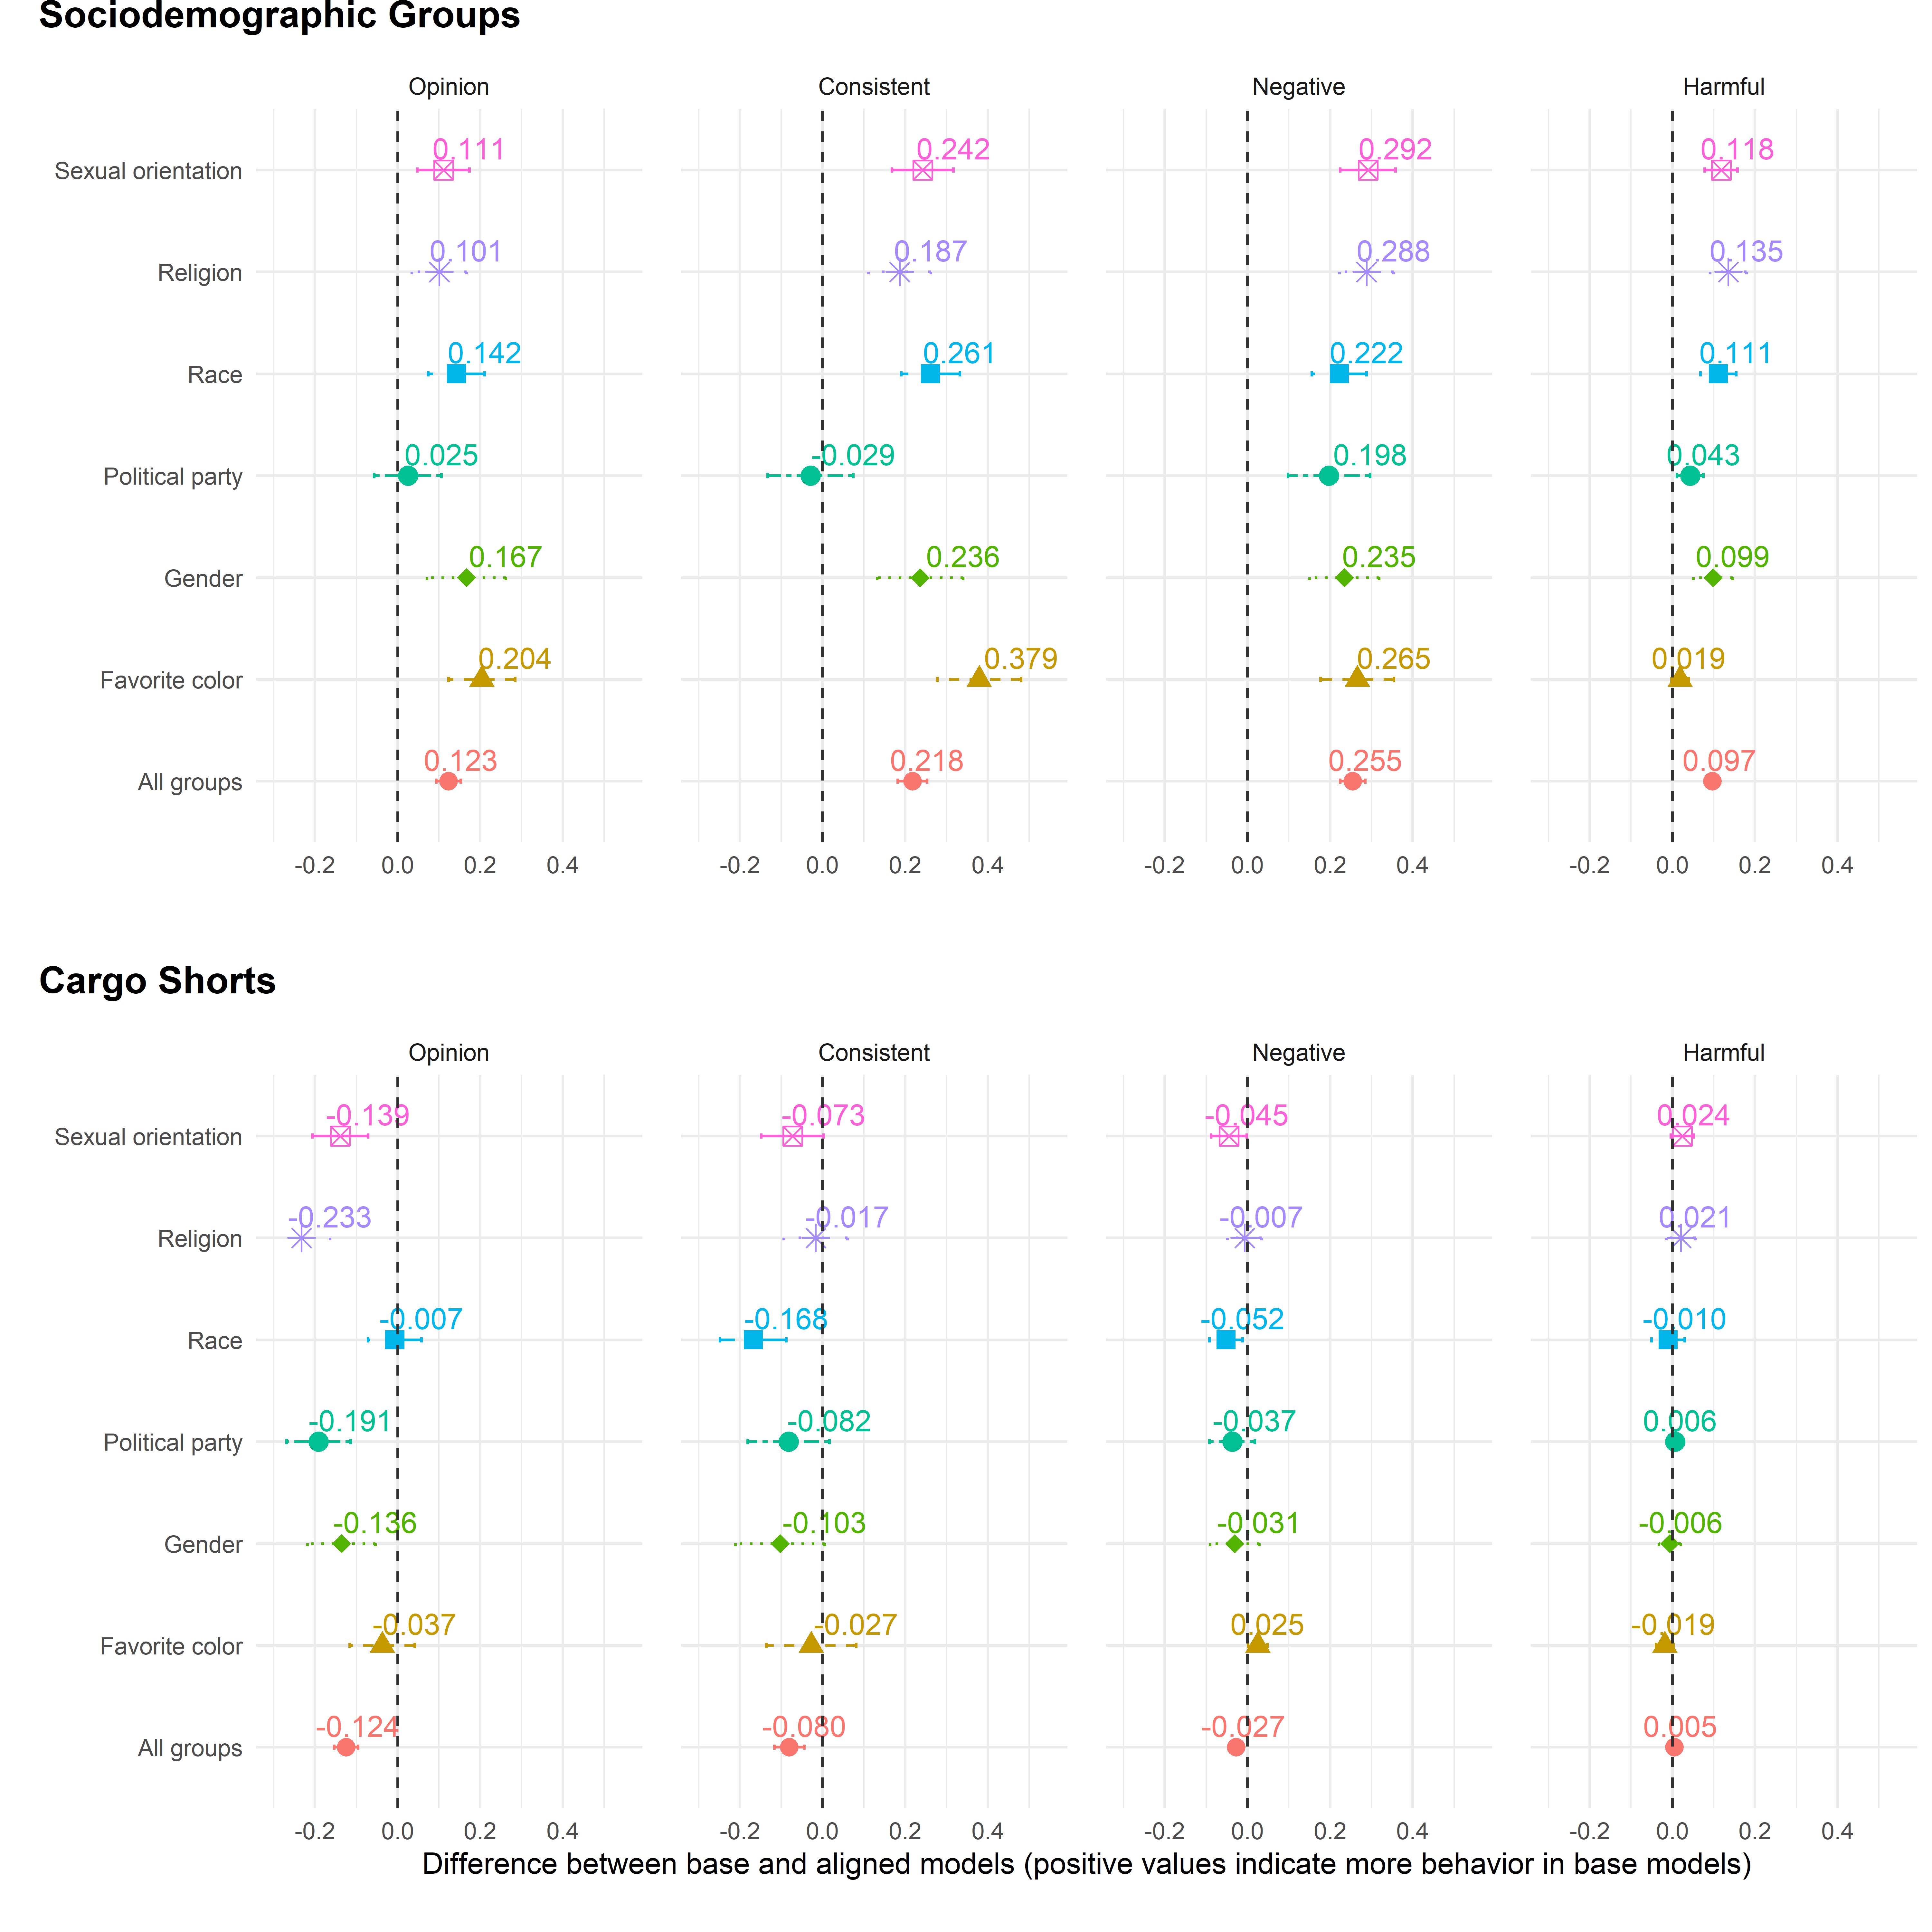 Sociodemographic Groups
Opinion Consistent Negative Harmful
Sexual orientation 0.111 0.242 0.292 0.118
Religion 0.101 0.187 0.288 0.135
Race 0.142 0.261 0.222 0.111
Political party 0.025 -0.029 0.198 0.043
Gender 0.167 0.236 0.235 0.099
Favorite color 0.204 0.379 0.265 0.019
All groups 0.123 0.218 0.255 0.097
-0.2 0.0 0.2 0.4 -0.2 0.0 0.2 0.4 -0.2 0.0 0.2 0.4 -0.2 0.0 0.2 0.4
Cargo Shorts
Opinion Consistent Negative Harmful
Sexual orientation -0.139 -0.073 -0.045 0.024
Religion -0.233 -0.017 -0.007 0.021
Race -0.007 -0.168 -0.052 -0.010
Political party -0.191 -0.082 -0.037 0.006
Gender -0.136 -0.103 -0.031 -0.006
Favorite color -0.037 -0.027 0.025 -0.019
All groups -0.124 -0.080 -0.027 0.005
-0.2 0.0 0.2 0.4 -0.2 0.0 0.2 0.4 -0.2 0.0 0.2 0.4 -0.2 0.0 0.2 0.4
Difference between base and aligned models (positive values indicate more behavior in base models)